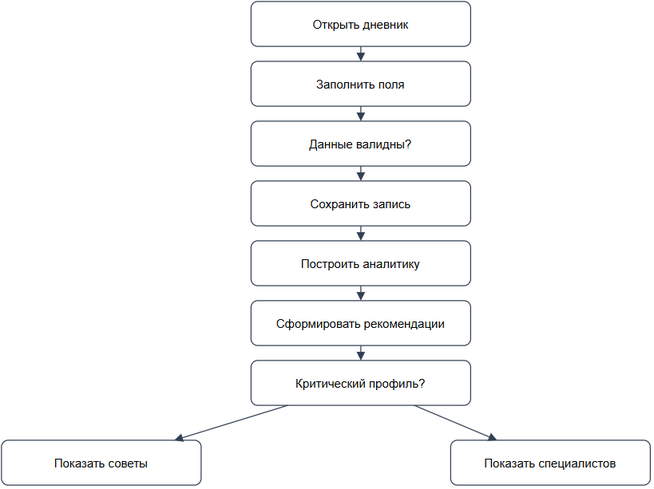 Открыть дневник
Заполнить поля
Данные валидны?
Сохранить запись
Построить аналитику
Сформировать рекомендации
Критический профиль?
Показать советы
Показать специалистов